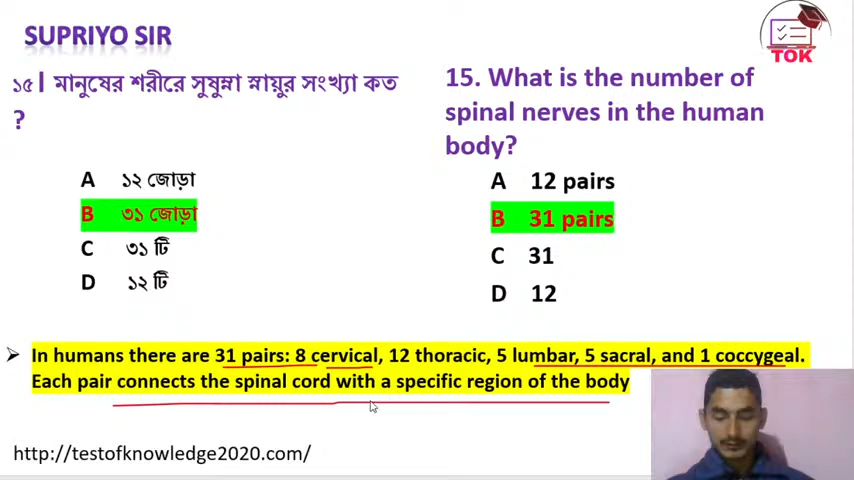 SUPRIYO SIR
TOK
১৫। মানুষের শরীরে সুষুম্না স্নায়ুর সংখ্যা কত
?
A ১২ জোড়া
B ৩১ জোড়া
C ৩১ টি
D ১২ টি
15. What is the number of
spinal nerves in the human
body?
A 12 pairs
B 31 pairs
C 31
D 12
➢ In humans there are 31 pairs: 8 cervical, 12 thoracic, 5 lumbar, 5 sacral, and 1 coccygeal.
Each pair connects the spinal cord with a specific region of the body
http://testofknowledge2020.com/